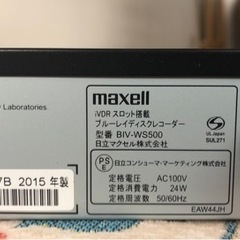 maxell
iVDR スロット搭載
ブルーレイディスクレコーダー
型番 BIV-WS500
日立マクセル株式会社
UL Japan
SUL271
Laboratories
PS
E
日立コンシューマ・マーケティング株式会社
定格電圧 AC100V
定格消費電力 24W
定格周波数 50/60Hz
7B 2015 年製
EAW44JH